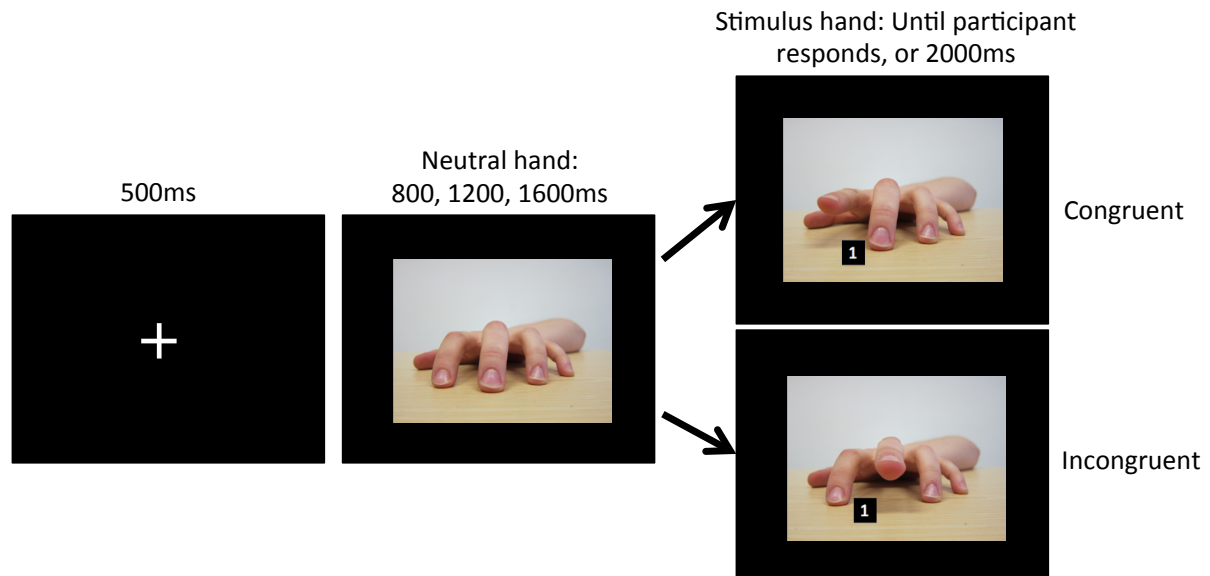 500ms
Neutral hand:
800, 1200, 1600ms
Stimulus hand: Until participant
responds, or 2000ms
1
Congruent
1
Incongruent